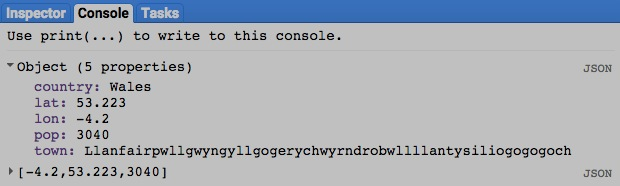 Inspector Console Tasks
Use print(...) to write to this console.
Object (5 properties) JSON
country: Wales
lat: 53.223
lon: -4.2
pop: 3040
town: Llanfairpwllgwyngyllgogerychwyrndrobwllllantysiliogogogoch
[-4.2,53.223,3040] JSON